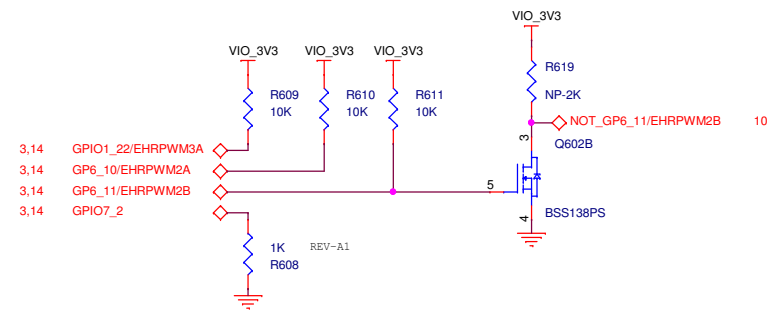 VIO_3V3
VIO_3V3 VIO_3V3 VIO_3V3
R619
R609 R610 R611
NP-2K
10K 10K 10K
NOT_GP6_11/EHRPWM2B 10
3
Q602B
3,14 GPIO1_22/EHRPWM3A
3,14 GP6_10/EHRPWM2A
3,14 GP6_11/EHRPWM2B
5
3,14 GPIO7_2
4
BSS138PS
1K REV-A1
R608